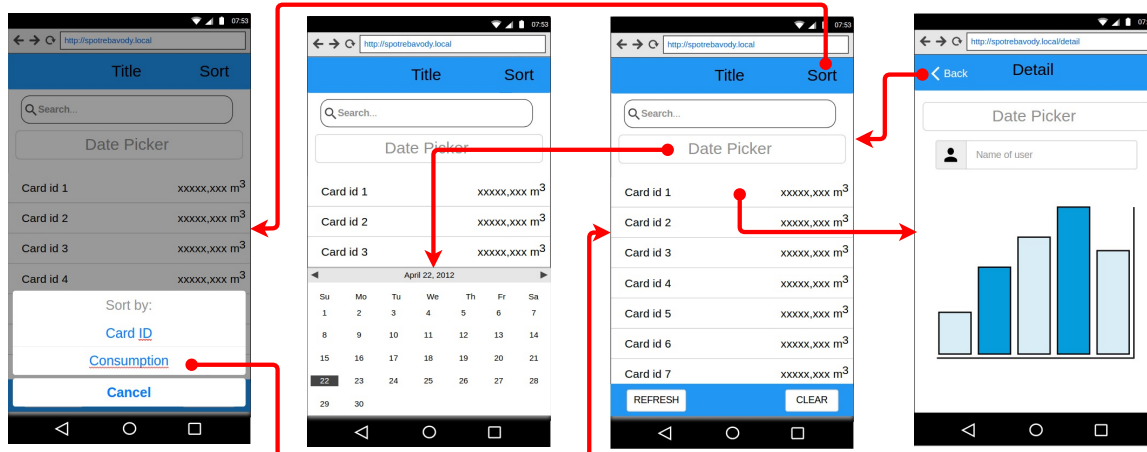 07:53
http://spotrebavody.local
Title Sort
Search...
Date Picker
Card id 1 xxxxx,xxx m3
Card id 2 xxxxx,xxx m3
Card id 3 xxxxx,xxx m3
Card id 4 xxxxx,xxx m3
Sort by:
Card ID
Consumption
Cancel
07:53
http://spotrebavody.local
Title Sort
Search...
Date Picker
Card id 1 xxxxx,xxx m3
Card id 2 xxxxx,xxx m3
Card id 3 xxxxx,xxx m3
April 22, 2012
Su Mo Tu We Th Fr Sa
1 2 3 4 5 6 7
8 9 10 11 12 13 14
15 16 17 18 19 20 21
22 23 24 25 26 27 28
29 30
07:53
http://spotrebavody.local
Title Sort
Search...
Date Picker
Card id 1 xxxxx,xxx m3
Card id 2 xxxxx,xxx m3
Card id 3 xxxxx,xxx m3
Card id 4 xxxxx,xxx m3
Card id 5 xxxxx,xxx m3
Card id 6 xxxxx,xxx m3
Card id 7 xxxxx,xxx m3
REFRESH CLEAR
http://spotrebavody.local/detail
Back Detail
Date Picker
Name of user